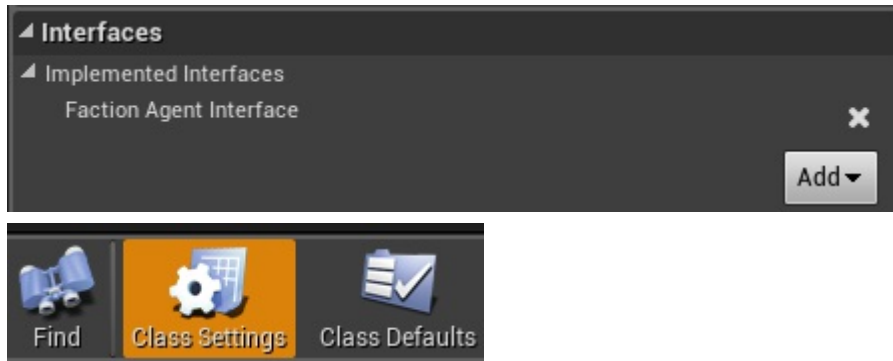 Interfaces
Implemented Interfaces
Faction Agent Interface
Add
Find
Class Settings
Class Defaults